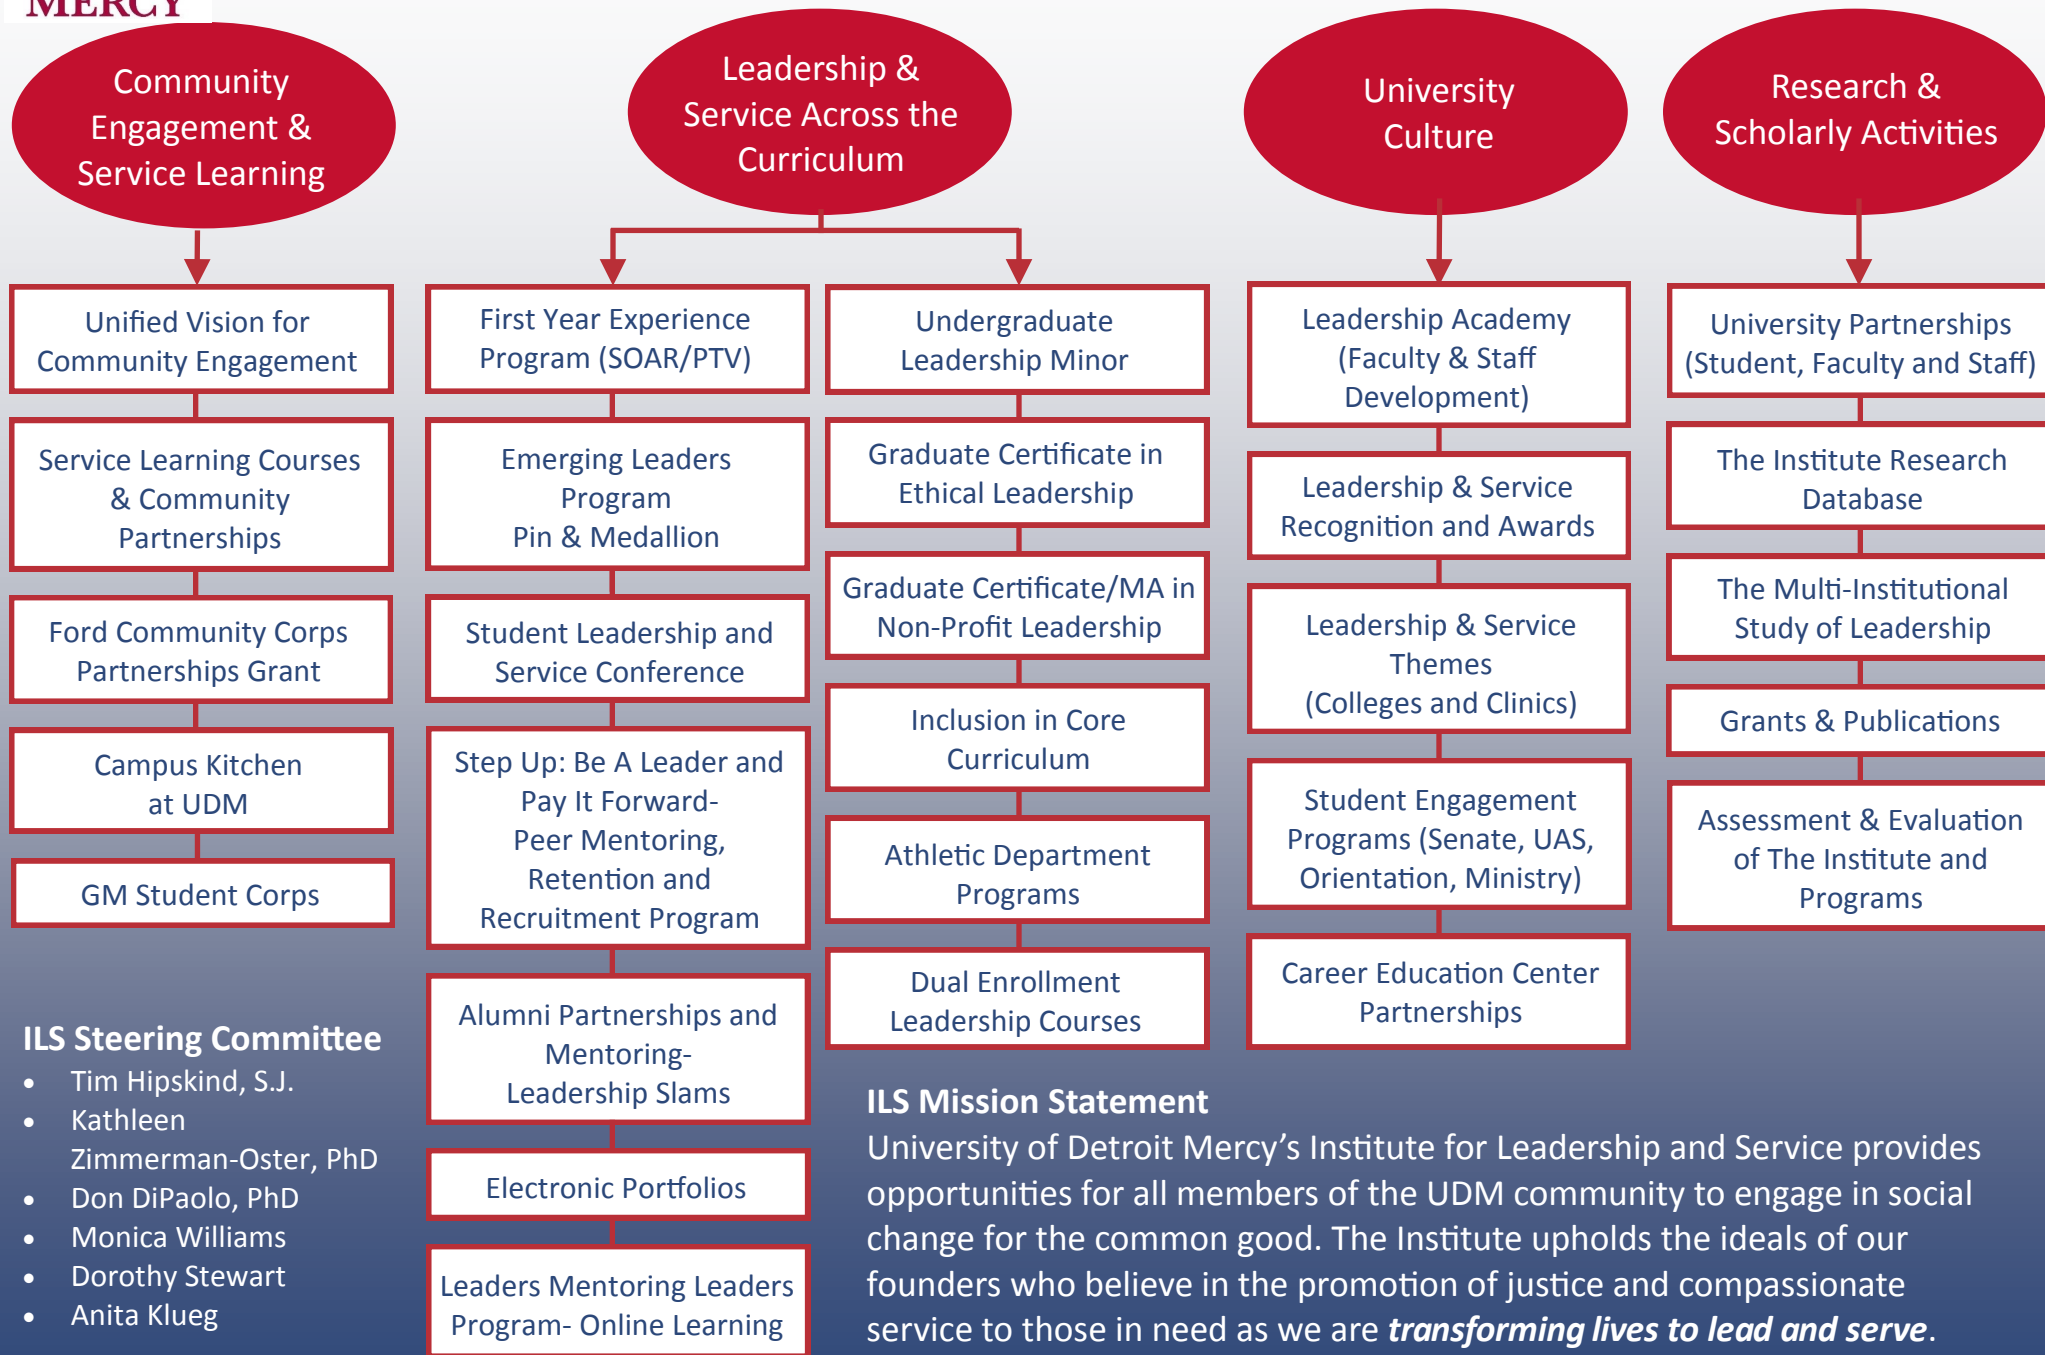 MERCY
Community
Engagement &
Service Learning
Leadership &
Service Across the
Curriculum
University
Culture
Research &
Scholarly Activities
Unified Vision for
Community Engagement
Service Learning Courses
& Community
Partnerships
Ford Community Corps
Partnerships Grant
Campus Kitchen
at UDM
GM Student Corps
First Year Experience
Program (SOAR/PTV)
Emerging Leaders
Program
Pin & Medallion
Student Leadership and
Service Conference
Step Up: Be A Leader and
Pay It Forward-
Peer Mentoring,
Retention and
Recruitment Program
Alumni Partnerships and
Mentoring-
Leadership Slams
Electronic Portfolios
Leaders Mentoring Leaders
Program- Online Learning
Undergraduate
Leadership Minor
Graduate Certificate in
Ethical Leadership
Graduate Certificate/MA in
Non-Profit Leadership
Inclusion in Core
Curriculum
Athletic Department
Programs
Dual Enrollment
Leadership Courses
Leadership Academy
(Faculty & Staff
Development)
Leadership & Service
Recognition and Awards
Leadership & Service
Themes
(Colleges and Clinics)
Student Engagement
Programs (Senate, UAS,
Orientation, Ministry)
Career Education Center
Partnerships
University Partnerships
(Student, Faculty and Staff)
The Institute Research
Database
The Multi-Institutional
Study of Leadership
Grants & Publications
Assessment & Evaluation
of The Institute and
Programs
ILS Steering Committee
• Tim Hipskind, S.J.
• Kathleen
Zimmerman-Oster, PhD
• Don DiPaolo, PhD
• Monica Williams
• Dorothy Stewart
• Anita Klueg
ILS Mission Statement
University of Detroit Mercy’s Institute for Leadership and Service provides
opportunities for all members of the UDM community to engage in social
change for the common good. The Institute upholds the ideals of our
founders who believe in the promotion of justice and compassionate
service to those in need as we are transforming lives to lead and serve.